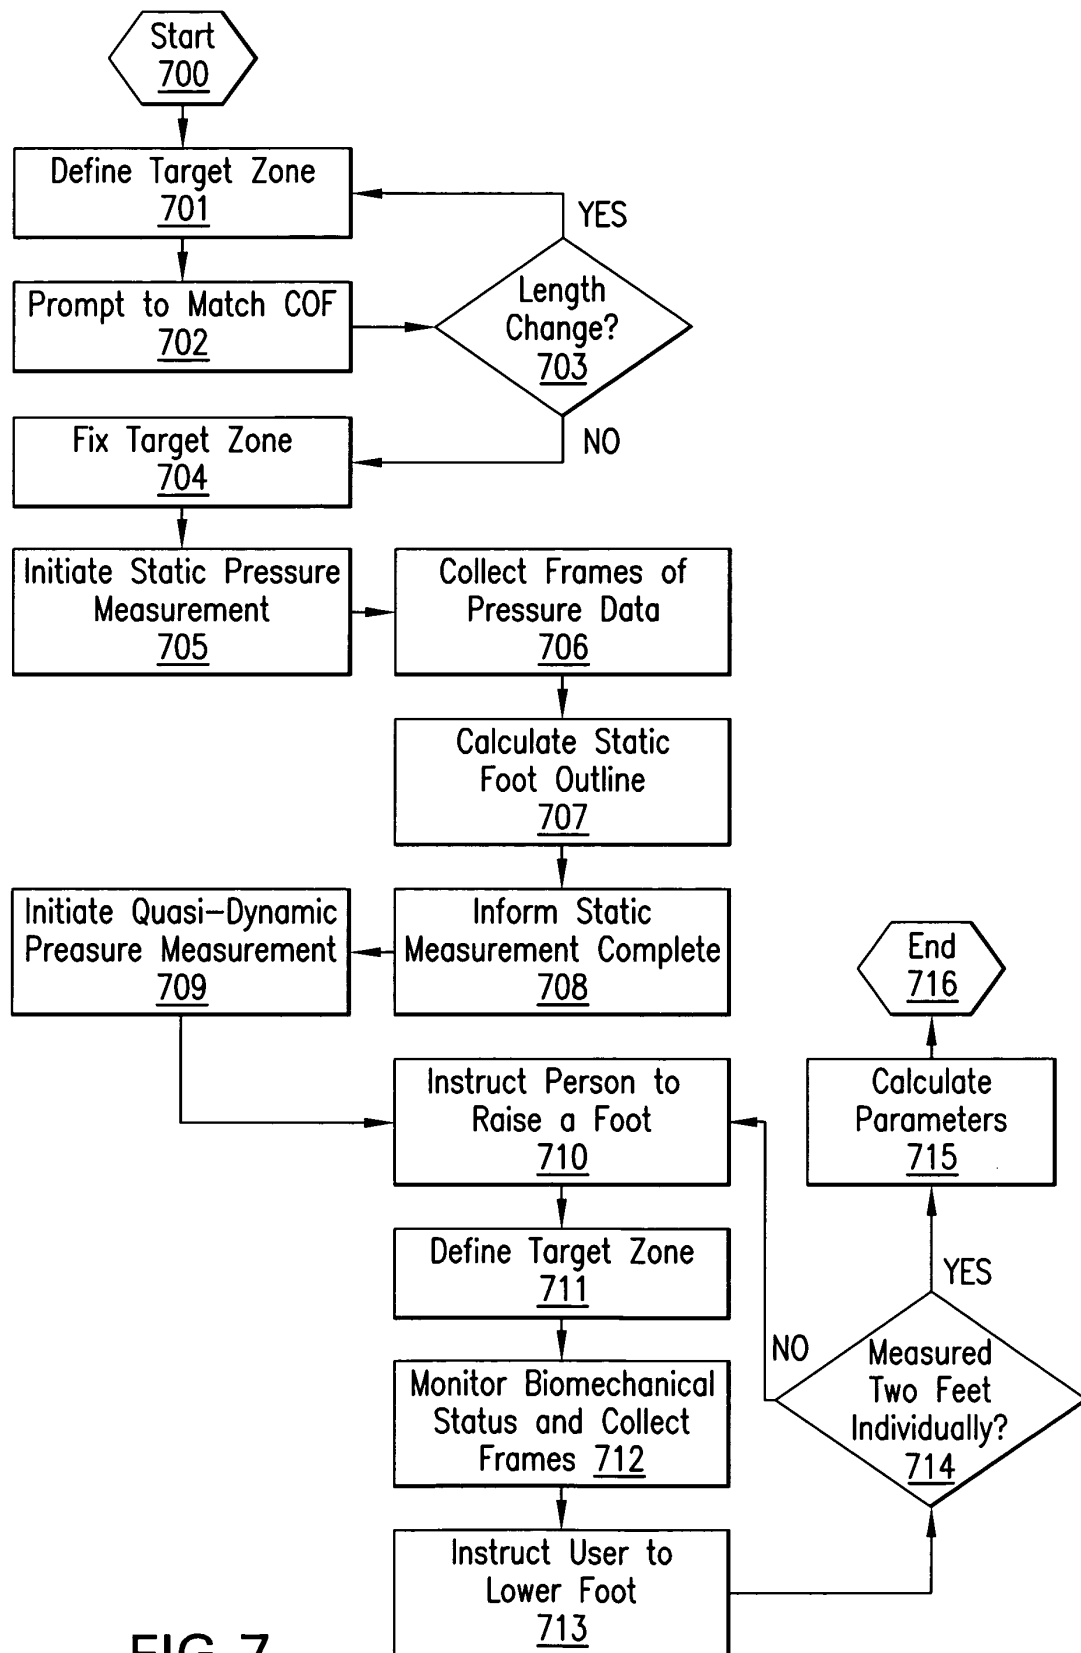 Start
700
Define Target Zone
701
YES
Prompt to Match COF
702
Length
Change?
703
Fix Target Zone
704
NO
Initiate Static Pressure
Measurement
705
Collect Frames of
Pressure Data
706
Calculate Static
Foot Outline
707
Initiate Quasi-Dynamic
Preasure Measurement
709
Inform Static
Measurement Complete
708
End
716
Instruct Person to
Raise a Foot
710
Calculate
Parameters
715
Define Target Zone
711
YES
NO
Measured
Two Feet
Individually?
714
Monitor Biomechanical
Status and Collect
Frames 712
Instruct User to
Lower Foot
713
FIG 7